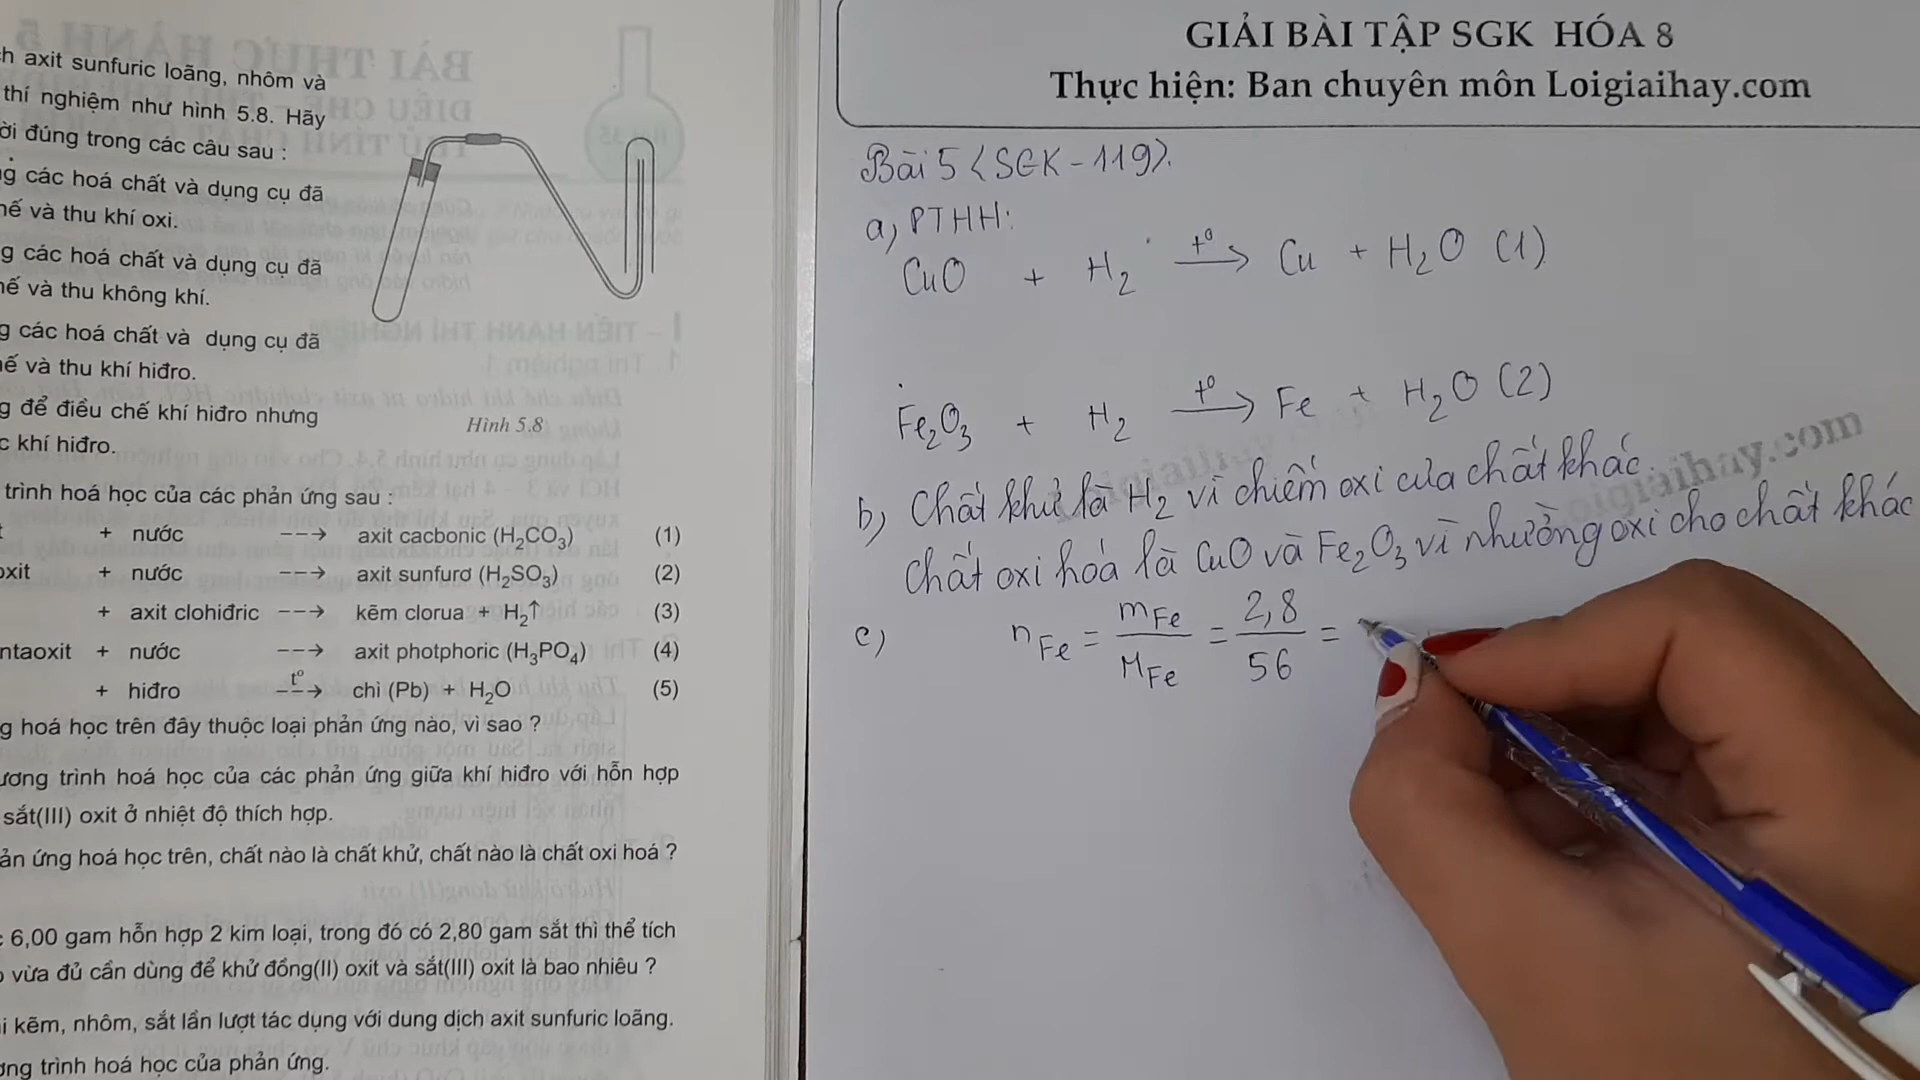 axit sunfuric loãng, nhôm và
thí nghiệm như hình 5.8. Hãy
đúng trong các câu sau :
các hoá chất và dụng cụ đã
và thu khí oxi.
các hoá chất và dụng cụ đã
và thu không khí.
các hoá chất và dụng cụ đã
và thu khí hiđro.
để điều chế khí hiđro nhưng
khí hiđro.
Hình 5.8
trình hoá học của các phản ứng sau :
+ nước --→ axit cacbonic (H₂CO₃) (1)
+ nước --→ axit sunfurơ (H₂SO₃) (2)
+ axit clohiđric --→ kẽm clorua + H₂↑ (3)
ntaoxit + nước --→ axit photphoric (H₃PO₄) (4)
+ hiđro --tº→ chì (Pb) + H₂O (5)
hoá học trên đây thuộc loại phản ứng nào, vì sao ?
trình hoá học của các phản ứng giữa khí hiđro với hỗn hợp
sắt(III) oxit ở nhiệt độ thích hợp.
ứng hoá học trên, chất nào là chất khử, chất nào là chất oxi hoá ?
6,00 gam hỗn hợp 2 kim loại, trong đó có 2,80 gam sắt thì thể tích
vừa đủ cần dùng để khử đồng(II) oxit và sắt(III) oxit là bao nhiêu ?
kẽm, nhôm, sắt lần lượt tác dụng với dung dịch axit sunfuric loãng.
trình hoá học của phản ứng.
GIẢI BÀI TẬP SGK HÓA 8
Thực hiện: Ban chuyên môn Loigiaihay.com
Bài 5 <SGK - 119>.
a, PTHH:
CuO + H₂ tº→ Cu + H₂O (1)
Fe₂O₃ + H₂ tº→ Fe + H₂O (2)
b, Chất khử là H₂ vì chiếm oxi của chất khác.
Chất oxi hoá là CuO và Fe₂O₃ vì nhường oxi cho chất khác
c) nFe = mFe/MFe = 2,8/56 =
Loigiaihay.com